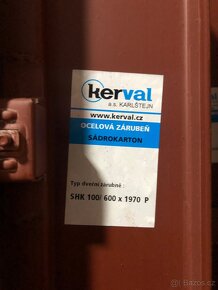 kerval
a.s. KARLŠTEJN
www.kerval.cz
OCELOVÁ ZÁRUBEŇ
SÁDROKARTON
Typ dveřní zárubně :
SHK 100/ 600 x 1970 P
Bazos.cz